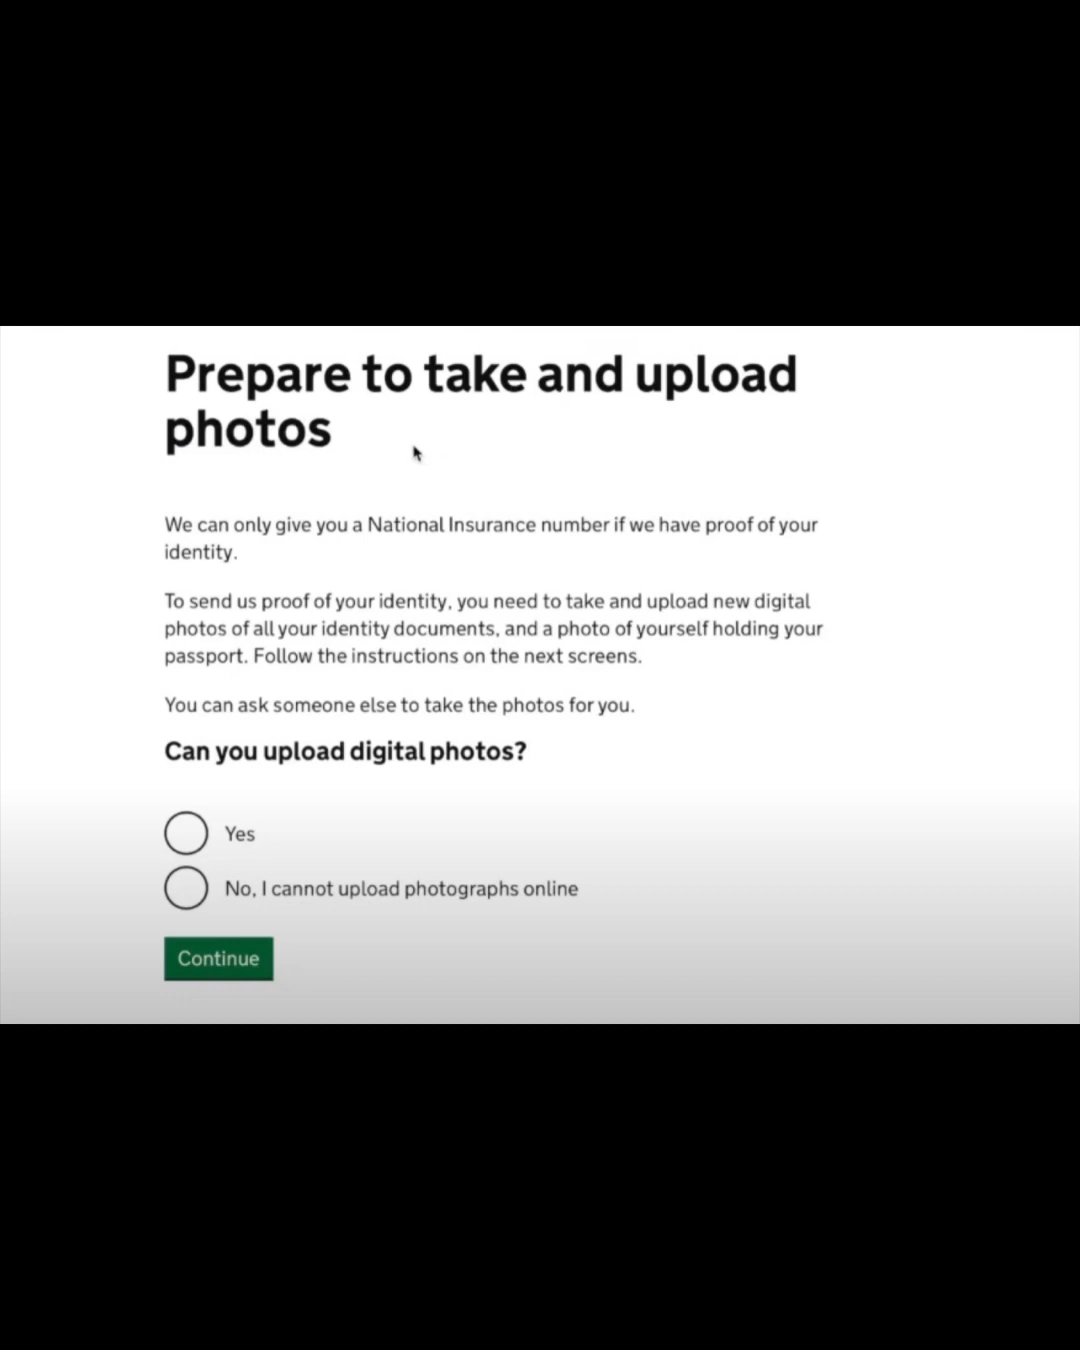 Prepare to take and upload
photos
We can only give you a National Insurance number if we have proof of your
identity.
To send us proof of your identity, you need to take and upload new digital
photos of all your identity documents, and a photo of yourself holding your
passport. Follow the instructions on the next screens.
You can ask someone else to take the photos for you.
Can you upload digital photos?
Yes
No, I cannot upload photographs online
Continue